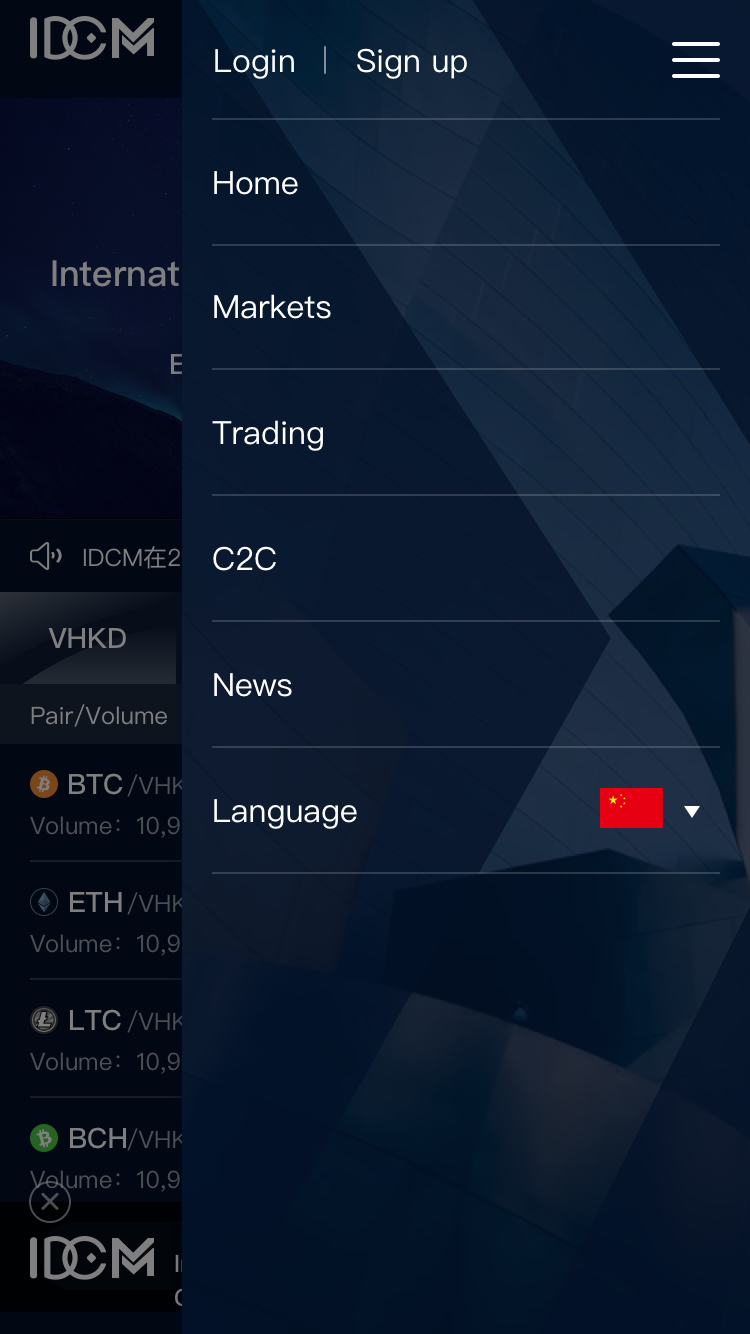 IDCM
Login | Sign up
Home
Internat
Markets
E
Trading
C2C
IDCM在2
VHKD
News
Pair/Volume
BTC/VHK
Language
Volume: 10,9
ETH/VHK
Volume: 10,9
LTC/VHK
Volume: 10,9
BCH/VHK
Volume: 10,9
IDCM